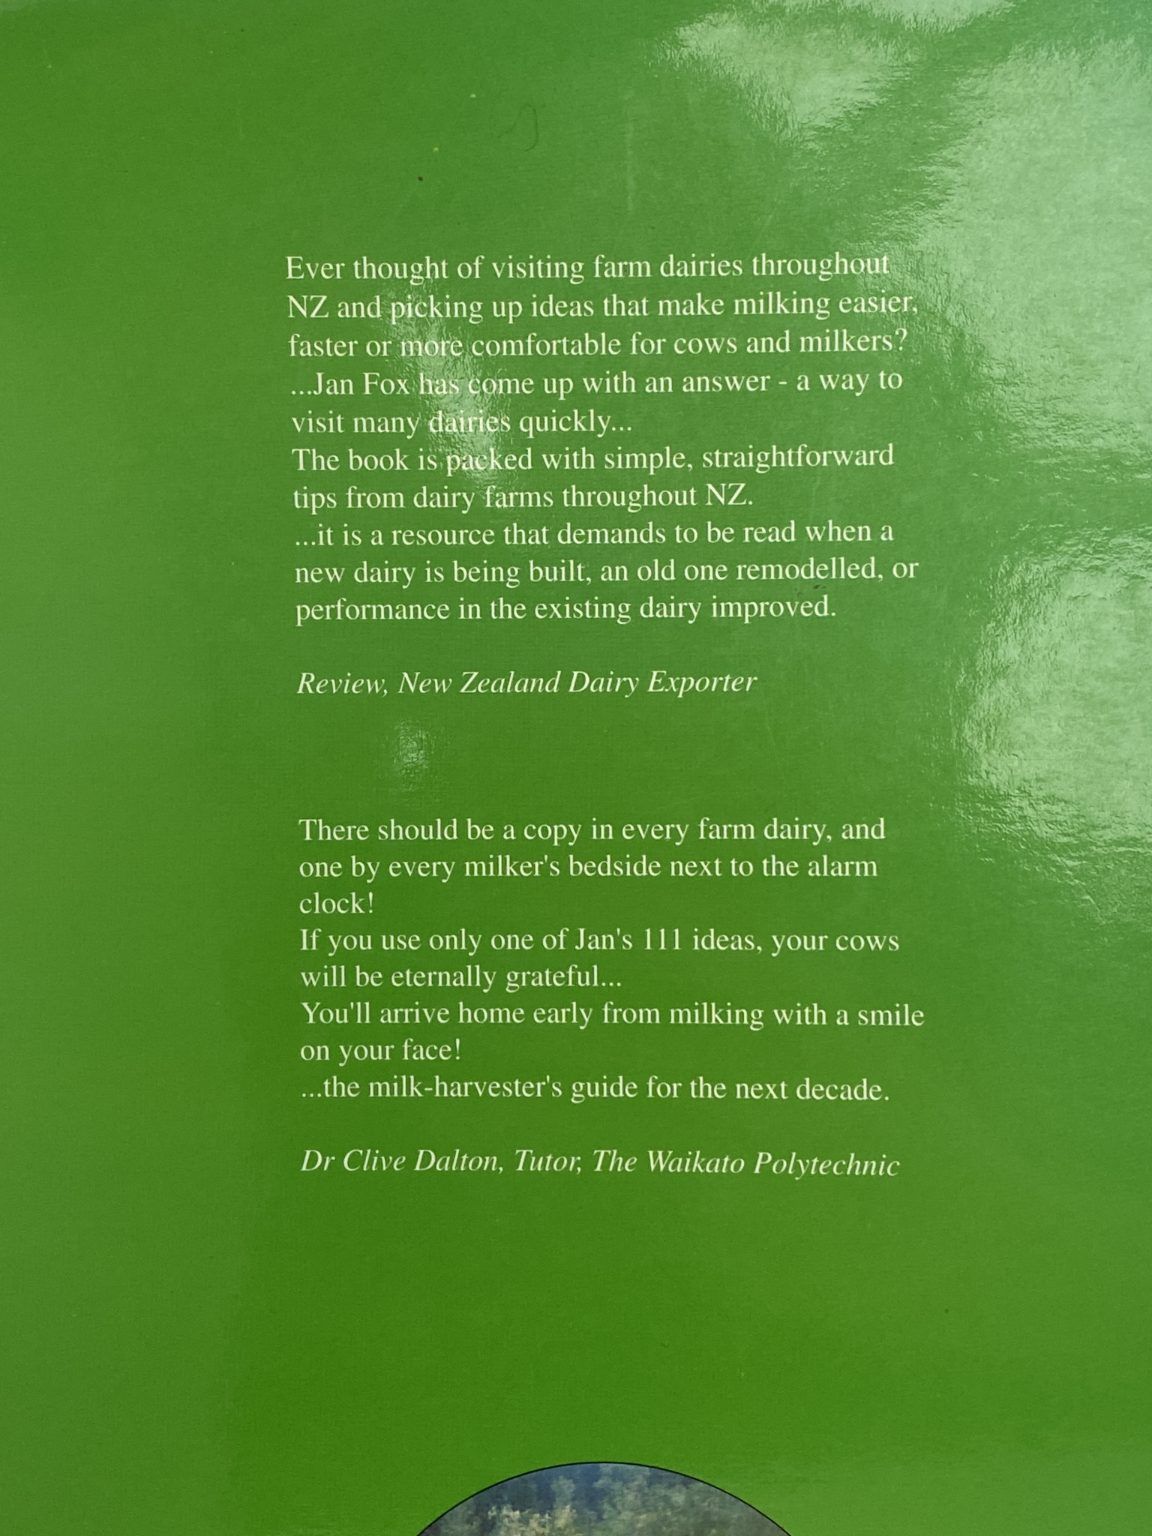 Ever thought of visiting farm dairies throughout
NZ and picking up ideas that make milking easier,
faster or more comfortable for cows and milkers?
...Jan Fox has come up with an answer - a way to
visit many dairies quickly...
The book is packed with simple, straightforward
tips from dairy farms throughout NZ.
...it is a resource that demands to be read when a
new dairy is being built, an old one remodelled, or
performance in the existing dairy improved.
Review, New Zealand Dairy Exporter
There should be a copy in every farm dairy, and
one by every milker's bedside next to the alarm
clock!
If you use only one of Jan's 111 ideas, your cows
will be eternally grateful...
You'll arrive home early from milking with a smile
on your face!
...the milk-harvester's guide for the next decade.
Dr Clive Dalton, Tutor, The Waikato Polytechnic